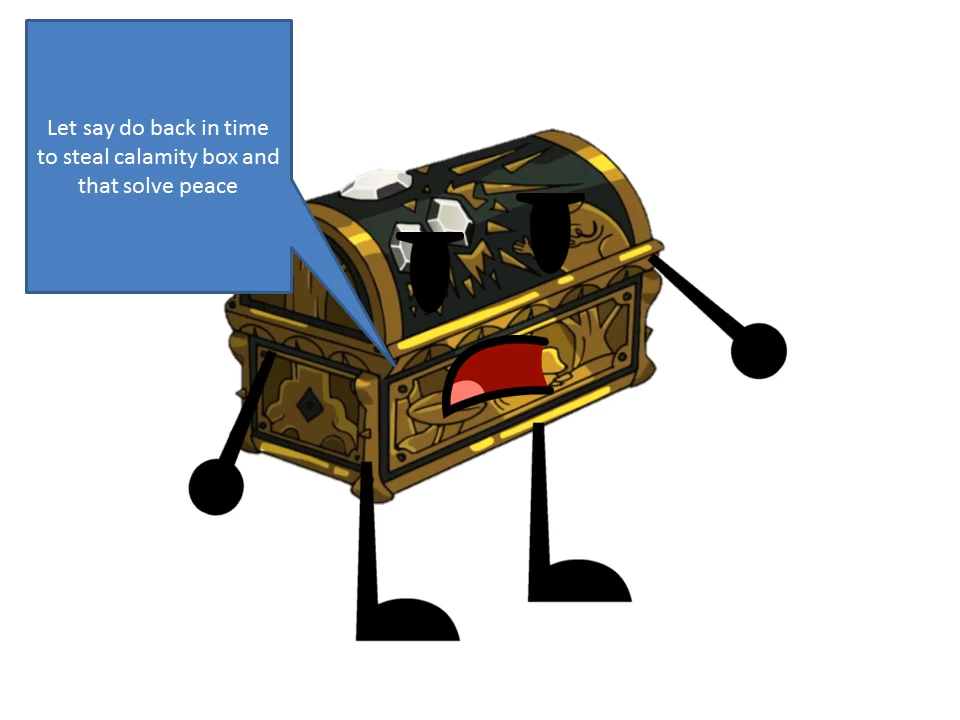 Let say do back in time
to steal calamity box and
that solve peace